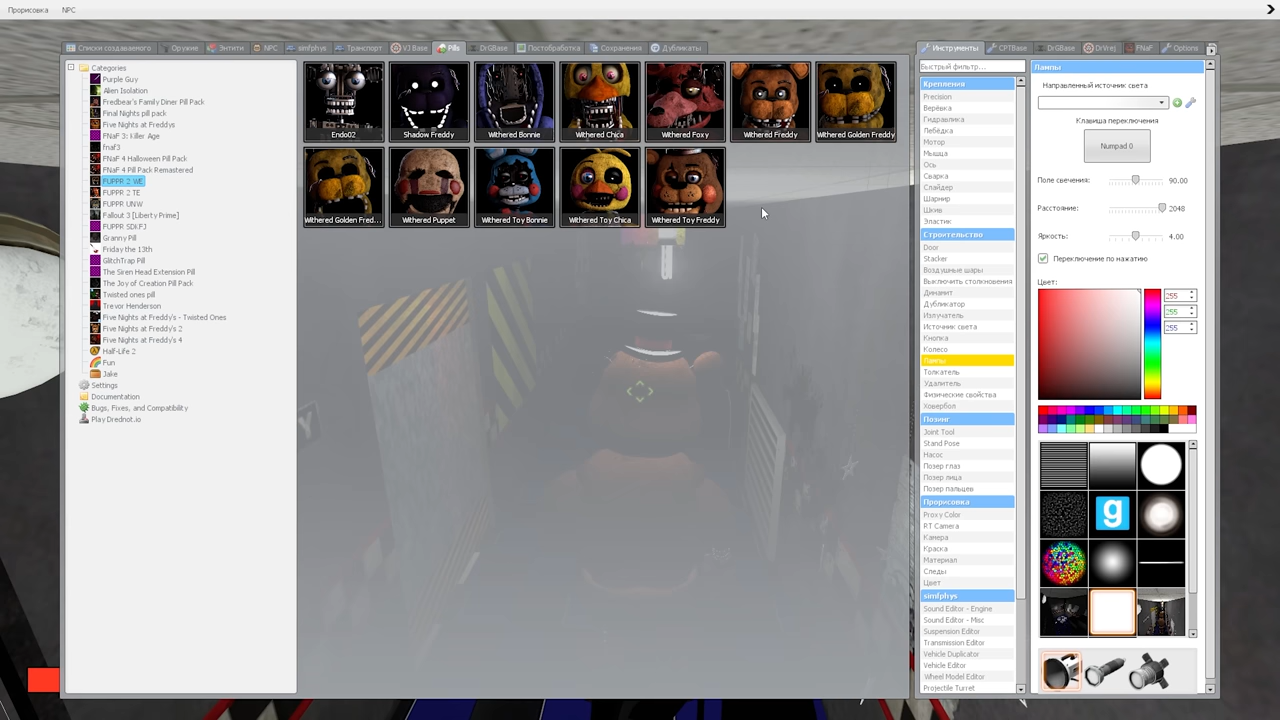 Прорисовка NPC
Списки создаваемого Оружие Энтити NPC simfphys Транспорт VJ Base Pills DrGBase Постобработка Сохранения Дубликаты
Categories
Purple Guy
Alien Isolation
Fredbear's Family Diner Pill Pack
Final Nights pill pack
Five Nights at Freddys
FNaF 3: Killer Age
fnaf3
FNaF 4 Halloween Pill Pack
FNaF 4 Pill Pack Remastered
FUPPR 2 WE
FUPPR 2 TE
FUPPR UNW
Fallout 3 [Liberty Prime]
FUPPR SDI.FJ
Granny Pill
Friday the 13th
GlitchTrap Pill
The Siren Head Extension Pill
The Joy of Creation Pill Pack
Twisted ones pill
Trevor Henderson
Five Nights at Freddy's - Twisted Ones
Five Nights at Freddy's 2
Five Nights at Freddy's 4
Half-Life 2
Fun
Jake
Settings
Documentation
Bugs, Fixes, and Compatibility
Play Drednot.io
Endo02 Shadow Freddy Withered Bonnie Withered Chica Withered Foxy Withered Freddy Withered Golden Freddy
Withered Golden Fred... Withered Puppet Withered Toy Bonnie Withered Toy Chica Withered Toy Freddy
Инструменты CPTBase DrGBase DrVrej FNaF Options
Быстрый фильтр...
Крепления
Precision
Верёвка
Гидравлика
Лебёдка
Мотор
Мышца
Ось
Сварка
Слайдер
Шарнир
Шкив
Эластик
Строительство
Door
Stacker
Воздушные шары
Выключить столкновения
Динамит
Дубликатор
Излучатель
Источник света
Кнопка
Колесо
Лампы
Толкатель
Удалитель
Физические свойства
Ховербол
Позинг
Joint Tool
Stand Pose
Насос
Позер глаз
Позер лица
Позер пальцев
Прорисовка
Proxy Color
RT Camera
Камера
Краска
Материал
Следы
Цвет
simfphys
Sound Editor - Engine
Sound Editor - Misc
Suspension Editor
Transmission Editor
Vehicle Duplicator
Vehicle Editor
Wheel Model Editor
Projectile Turret
Лампы
Направленный источник света
Клавиша переключения
Numpad 0
Поле свечения: 90.00
Расстояние: 2048
Яркость: 4.00
Переключение по нажатию
Цвет:
255
255
255
g